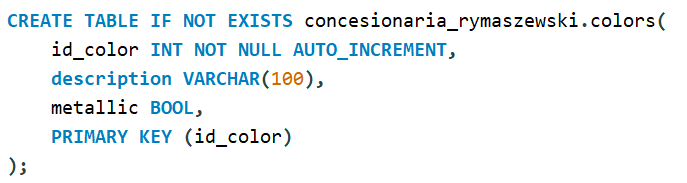 CREATE TABLE IF NOT EXISTS concesionaria_rymaszewski.colors(
    id_color INT NOT NULL AUTO_INCREMENT,
    description VARCHAR(100),
    metallic BOOL,
    PRIMARY KEY (id_color)
);